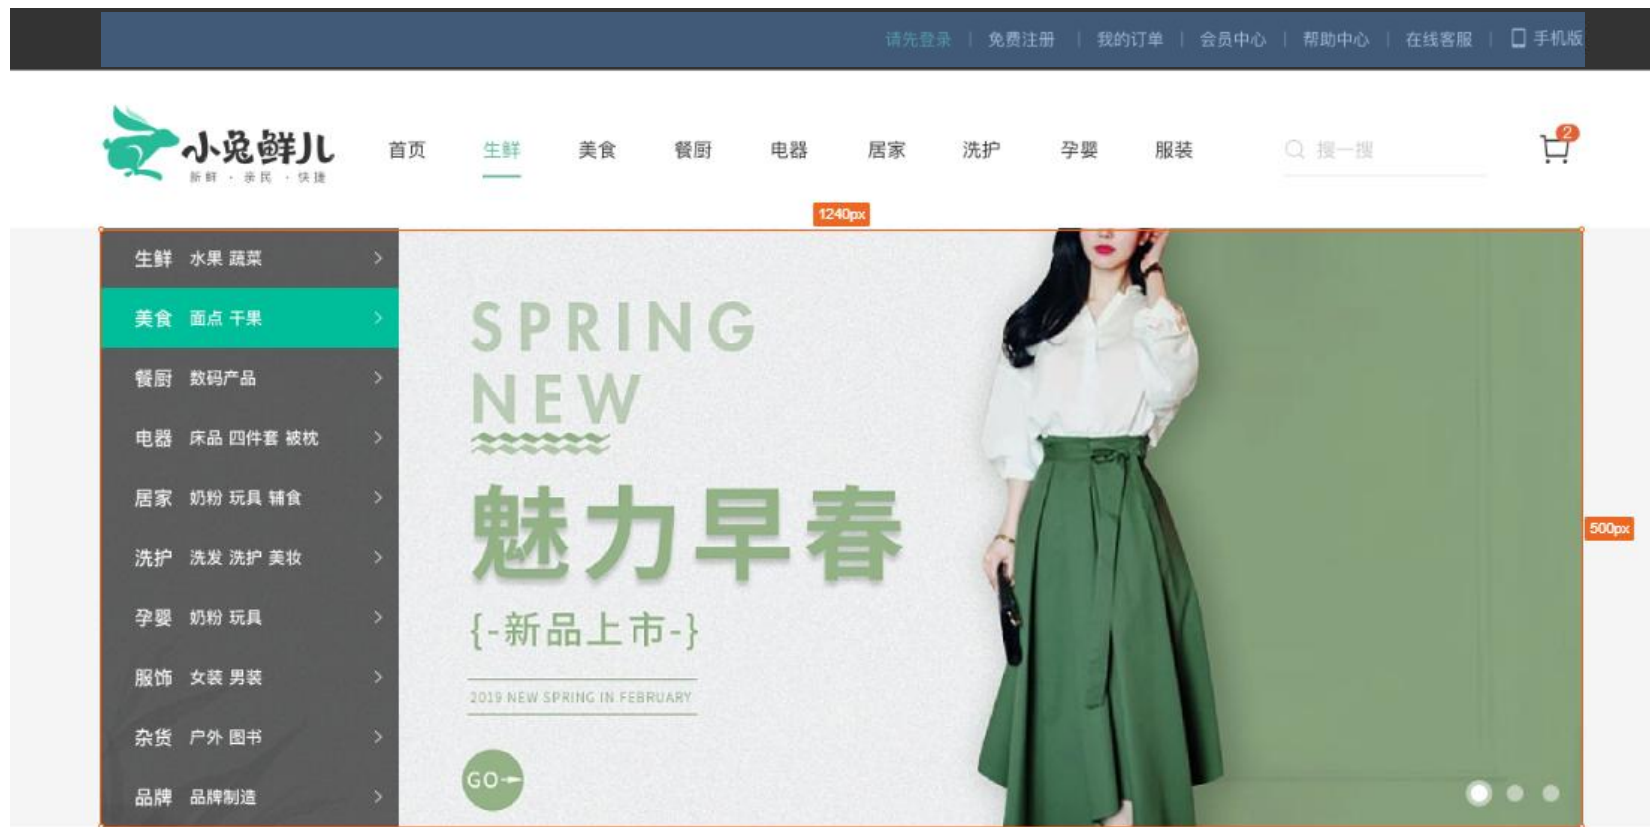 请先登录 | 免费注册 | 我的订单 | 会员中心 | 帮助中心 | 在线客服 | 手机版
小兔鲜儿
新鲜 · 亲民 · 快捷
首页 生鲜 美食 餐厨 电器 居家 洗护 孕婴 服装 搜一搜 2
1240px
生鲜 水果 蔬菜 >
美食 面点 干果 >
餐厨 数码产品 >
电器 床品 四件套 被枕 >
居家 奶粉 玩具 辅食 >
洗护 洗发 洗护 美妆 >
孕婴 奶粉 玩具 >
服饰 女装 男装 >
杂货 户外 图书 >
品牌 品牌制造 >
SPRING
NEW
魅力早春
{-新品上市-}
2019 NEW SPRING IN FEBRUARY
GO
500px